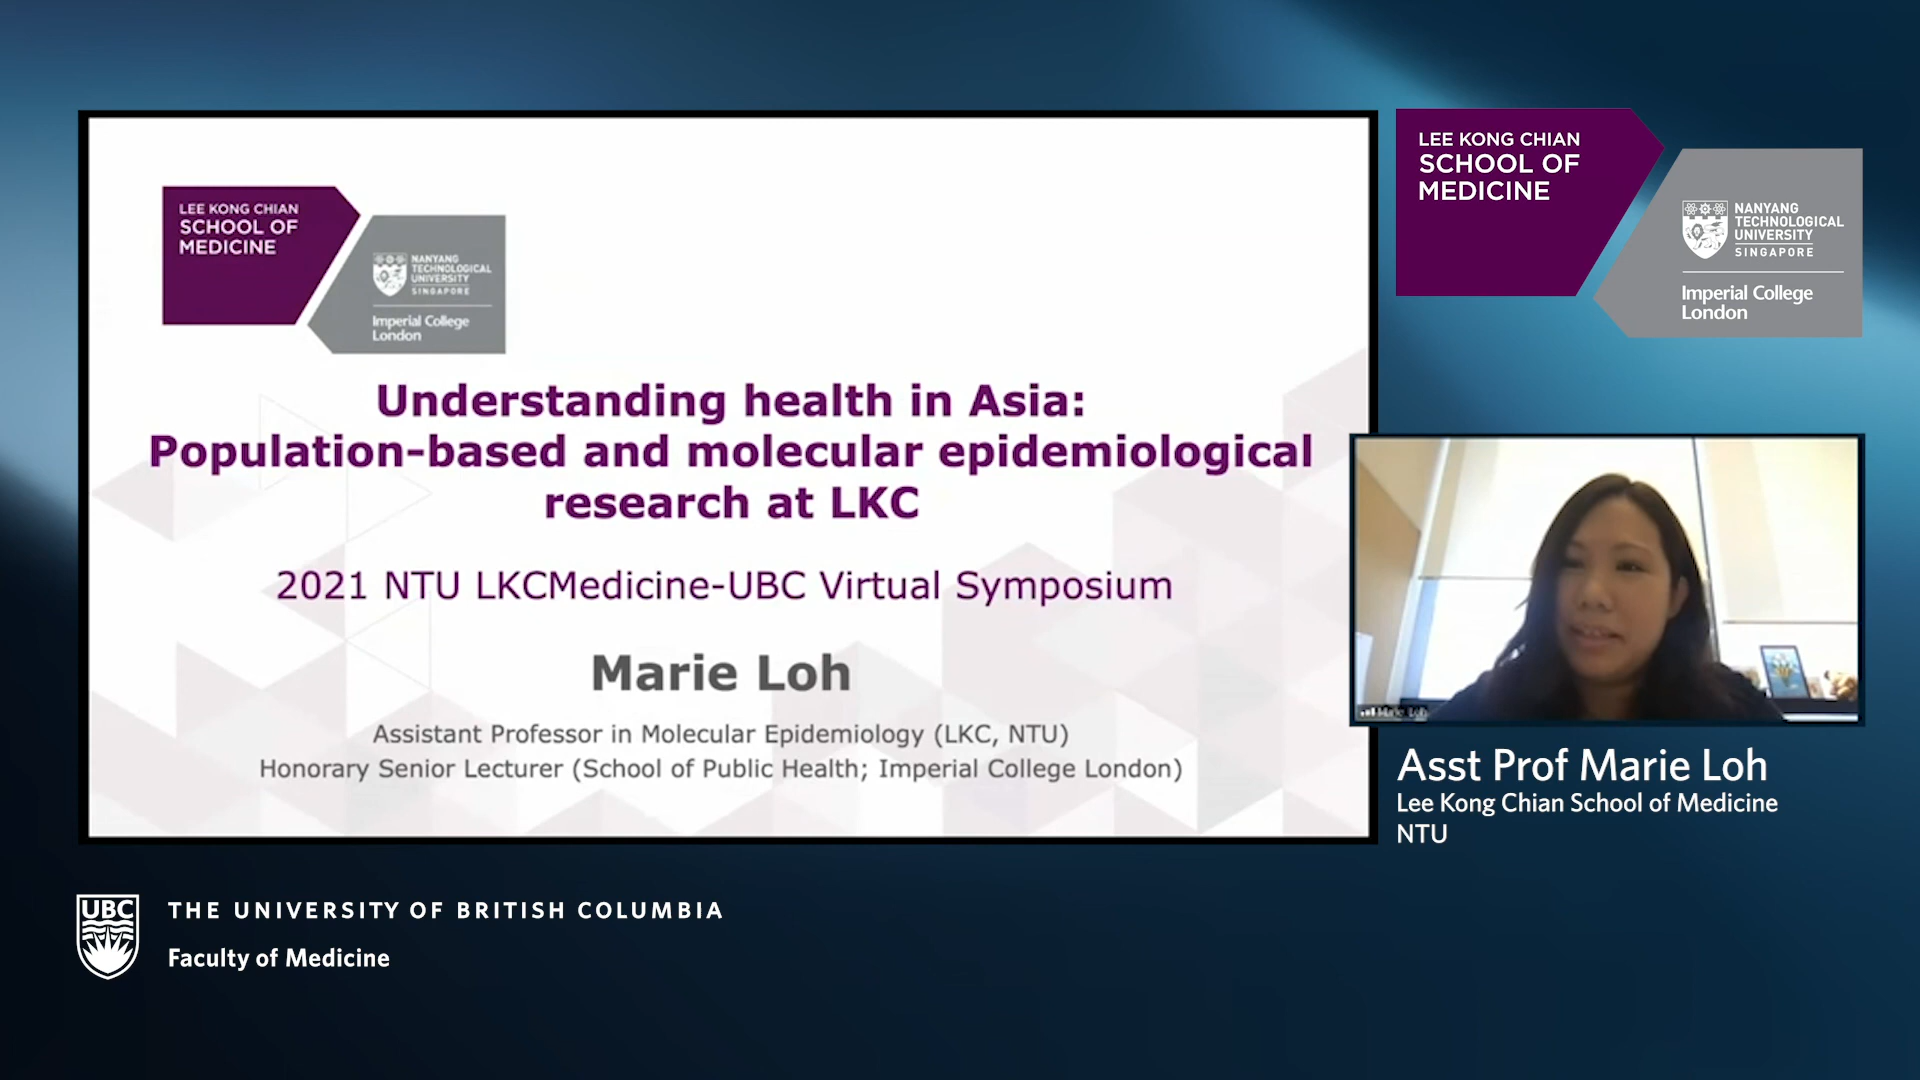 LEE KONG CHIAN
SCHOOL OF
MEDICINE
NANYANG
TECHNOLOGICAL
UNIVERSITY
SINGAPORE
Imperial College
London
Understanding health in Asia:
Population-based and molecular epidemiological
research at LKC
2021 NTU LKCMedicine-UBC Virtual Symposium
Marie Loh
Assistant Professor in Molecular Epidemiology (LKC, NTU)
Honorary Senior Lecturer (School of Public Health; Imperial College London)
LEE KONG CHIAN
SCHOOL OF
MEDICINE
NANYANG
TECHNOLOGICAL
UNIVERSITY
SINGAPORE
Imperial College
London
Marie Loh
Asst Prof Marie Loh
Lee Kong Chian School of Medicine
NTU
UBC
THE UNIVERSITY OF BRITISH COLUMBIA
Faculty of Medicine